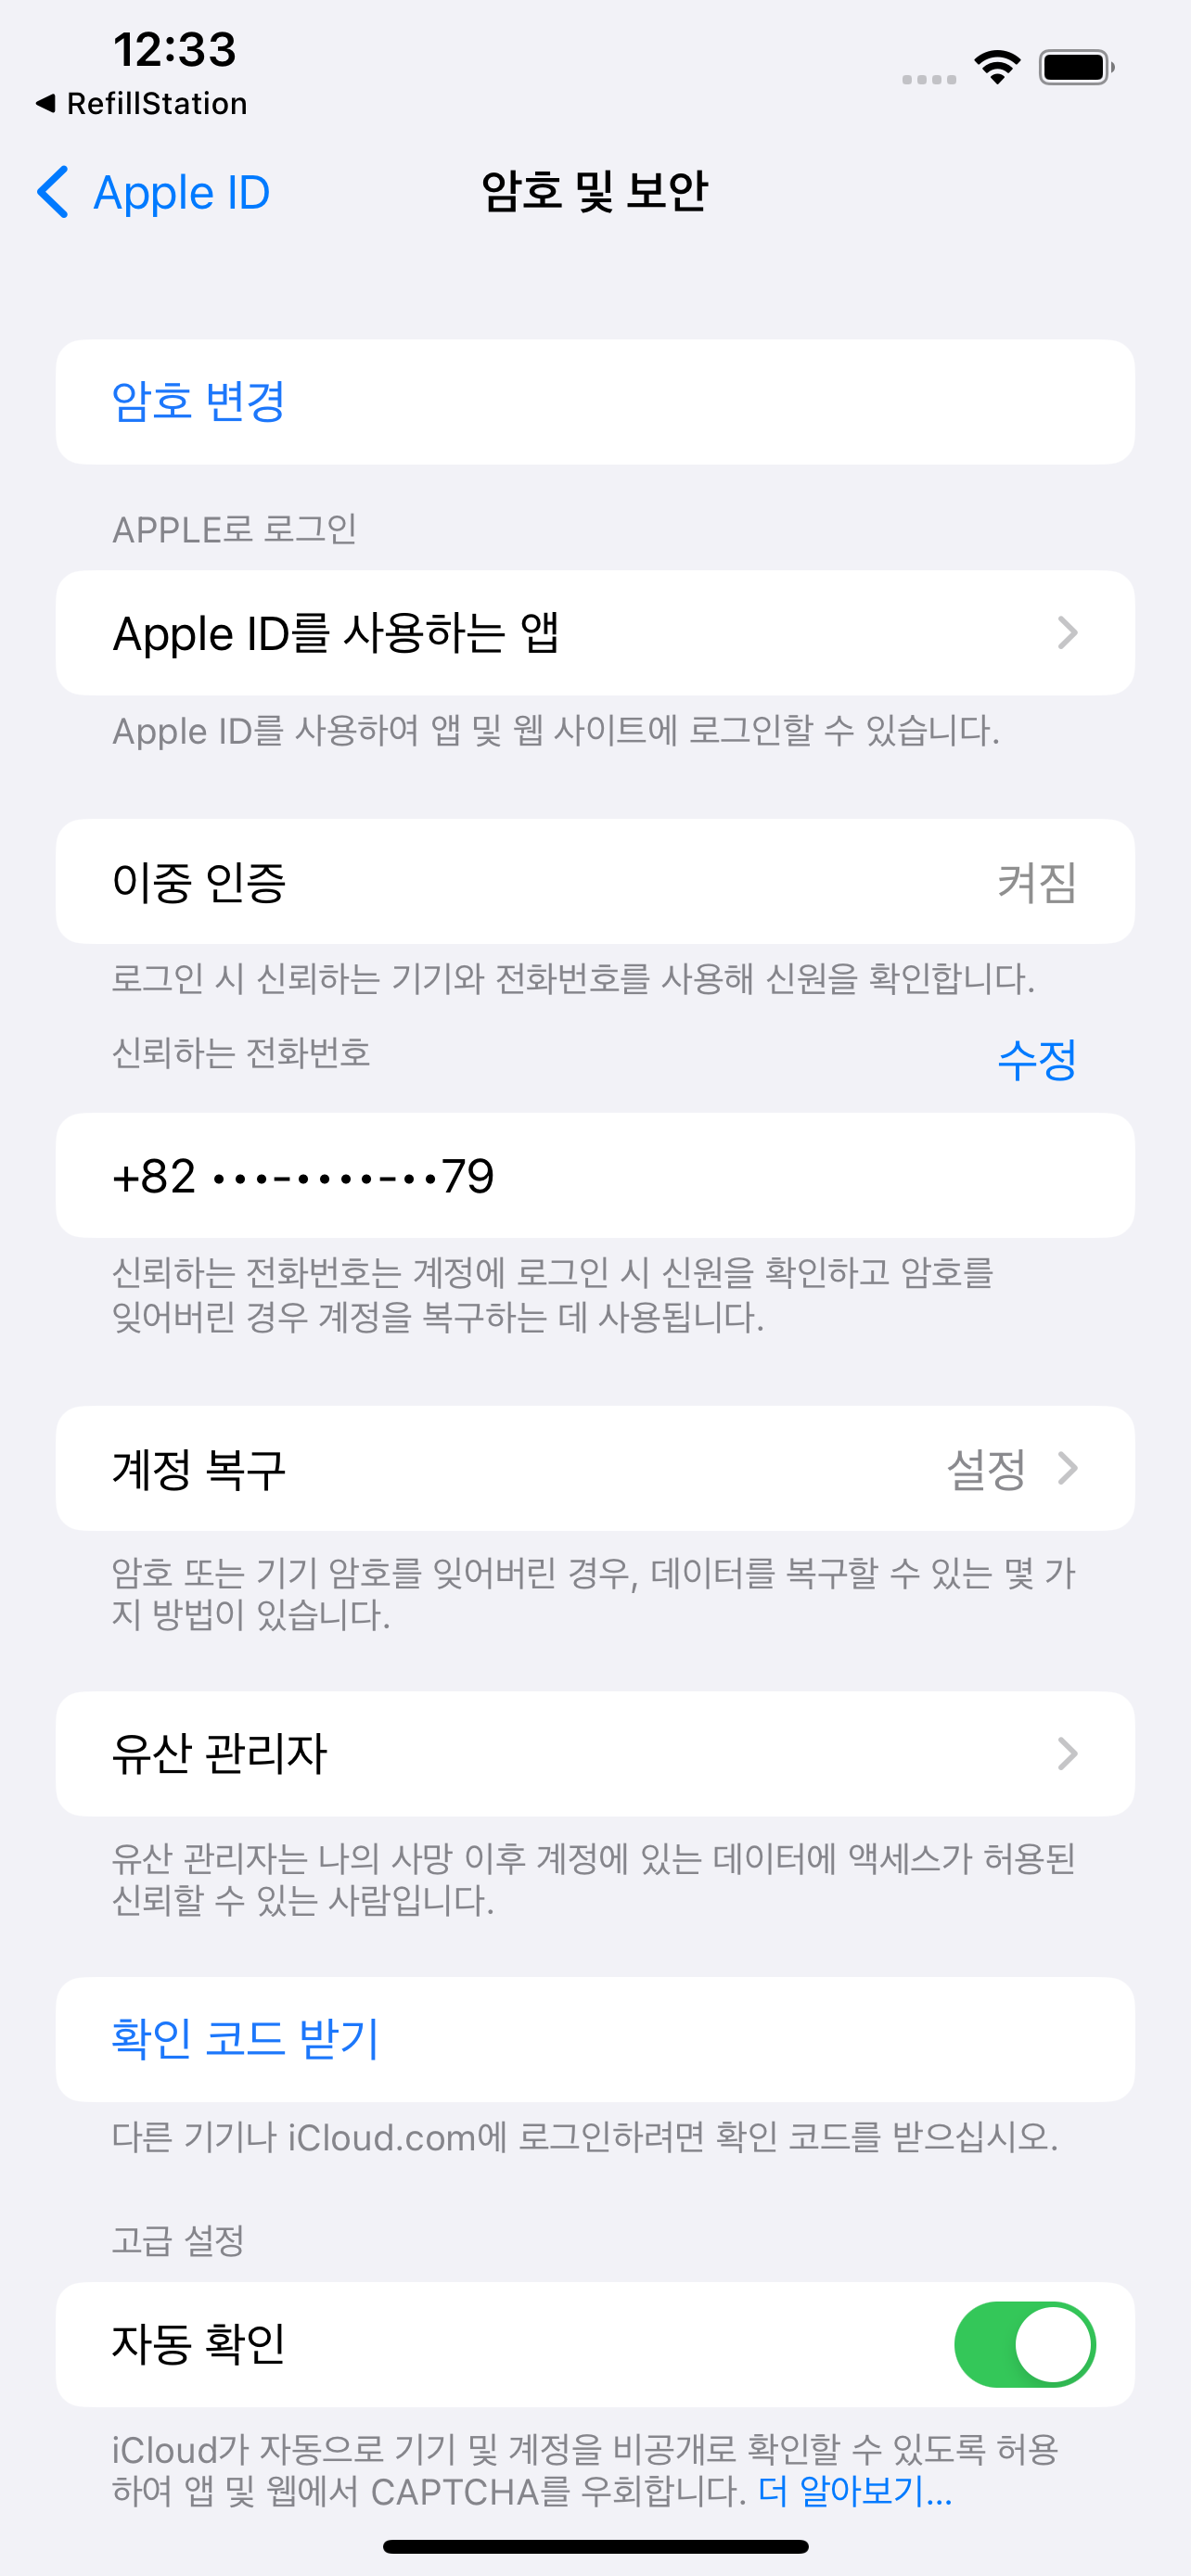 12:33
◀ RefillStation
Apple ID
암호 및 보안
암호 변경
APPLE로 로그인
Apple ID를 사용하는 앱
Apple ID를 사용하여 앱 및 웹 사이트에 로그인할 수 있습니다.
이중 인증 켜짐
로그인 시 신뢰하는 기기와 전화번호를 사용해 신원을 확인합니다.
신뢰하는 전화번호 수정
+82 •••-••••-••79
신뢰하는 전화번호는 계정에 로그인 시 신원을 확인하고 암호를
잊어버린 경우 계정을 복구하는 데 사용됩니다.
계정 복구 설정
암호 또는 기기 암호를 잊어버린 경우, 데이터를 복구할 수 있는 몇 가
지 방법이 있습니다.
유산 관리자
유산 관리자는 나의 사망 이후 계정에 있는 데이터에 액세스가 허용된
신뢰할 수 있는 사람입니다.
확인 코드 받기
다른 기기나 iCloud.com에 로그인하려면 확인 코드를 받으십시오.
고급 설정
자동 확인
iCloud가 자동으로 기기 및 계정을 비공개로 확인할 수 있도록 허용
하여 앱 및 웹에서 CAPTCHA를 우회합니다. 더 알아보기...